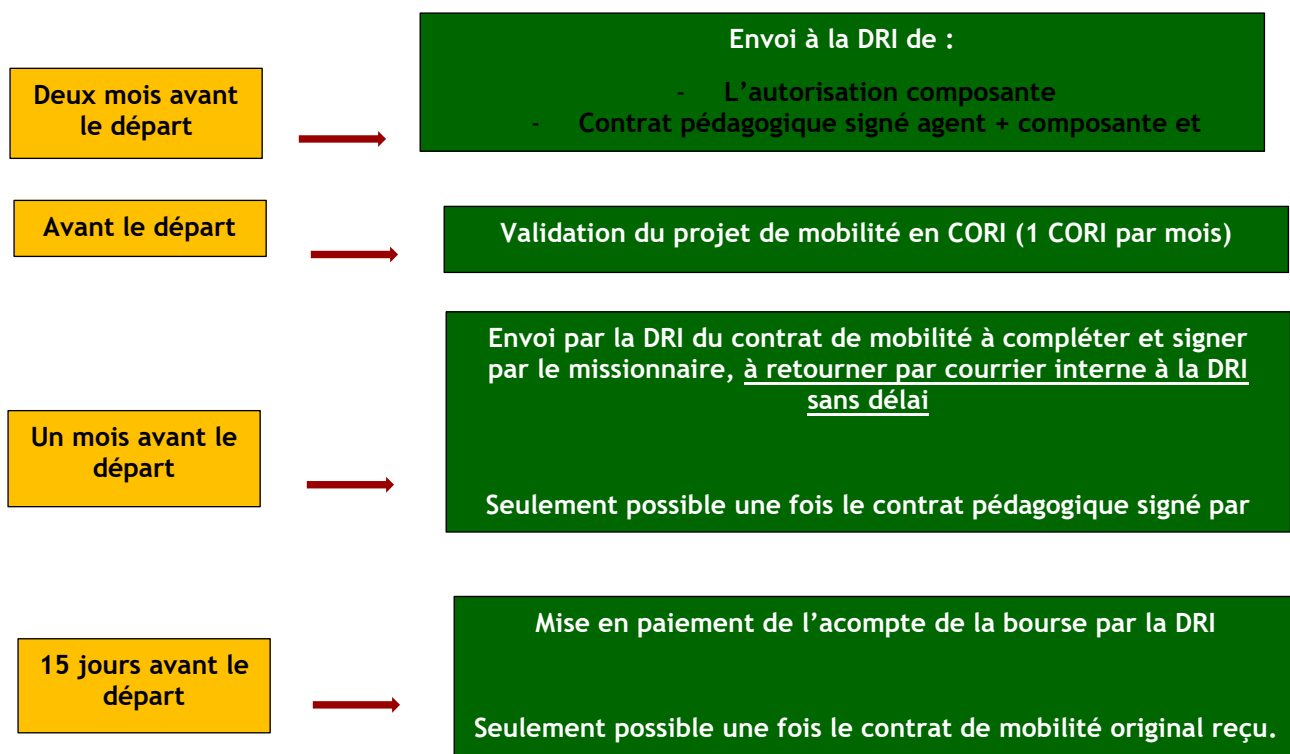 Deux mois avant
le départ
Envoi à la DRI de :
- L’autorisation composante
- Contrat pédagogique signé agent + composante et
Avant le départ
Validation du projet de mobilité en CORI (1 CORI par mois)
Un mois avant le
départ
Envoi par la DRI du contrat de mobilité à compléter et signer
par le missionnaire, à retourner par courrier interne à la DRI
sans délai
Seulement possible une fois le contrat pédagogique signé par
15 jours avant le
départ
Mise en paiement de l’acompte de la bourse par la DRI
Seulement possible une fois le contrat de mobilité original reçu.